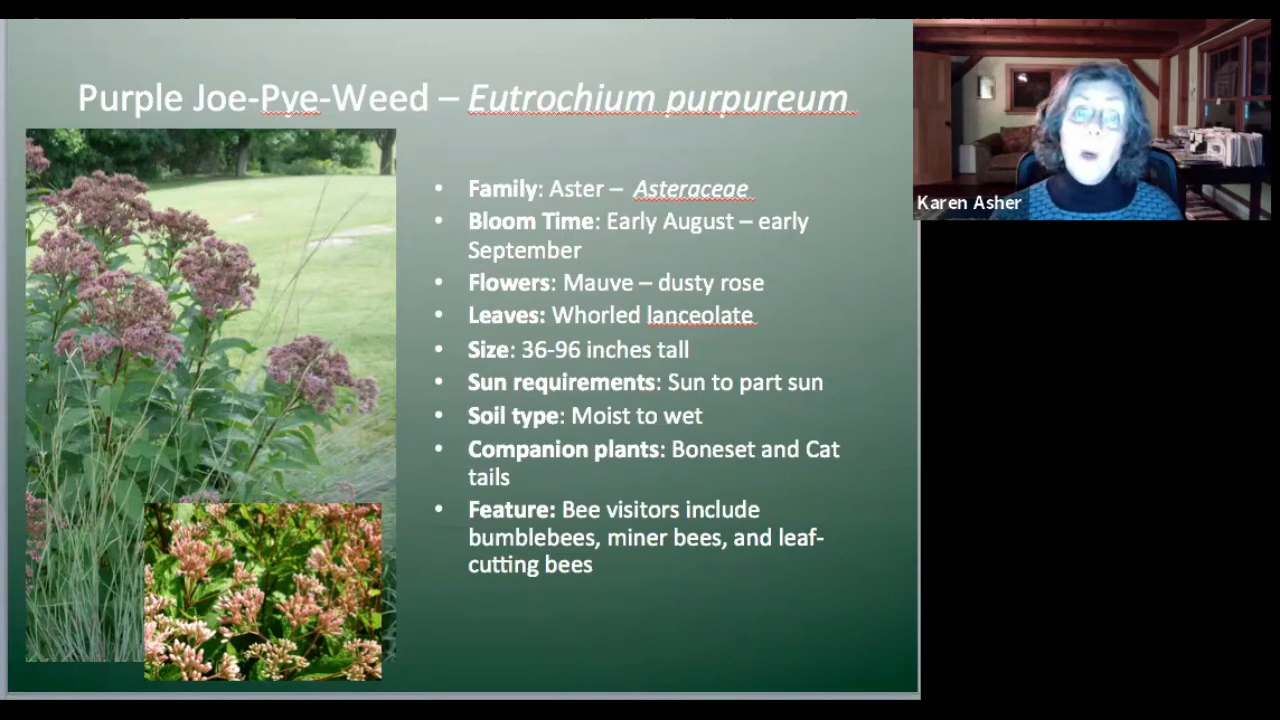 Purple Joe-Pye-Weed – Eutrochium purpureum
• Family: Aster – Asteraceae
• Bloom Time: Early August – early
September
• Flowers: Mauve – dusty rose
• Leaves: Whorled lanceolate
• Size: 36-96 inches tall
• Sun requirements: Sun to part sun
• Soil type: Moist to wet
• Companion plants: Boneset and Cat
tails
• Feature: Bee visitors include
bumblebees, miner bees, and leaf-
cutting bees
Karen Asher